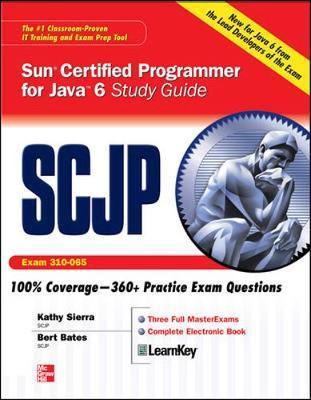 The #1 Classroom-Proven
IT Training and Exam Prep Tool
New for Java 6 from
the Lead Developers of the Exam
Sun® Certified Programmer
for Java™ 6 Study Guide
SCJP
Exam 310-065
100% Coverage—360+ Practice Exam Questions
Kathy Sierra
SCJP
Bert Bates
SCJP
Three Full MasterExams
Complete Electronic Book
LearnKey
Mc
Graw
Hill